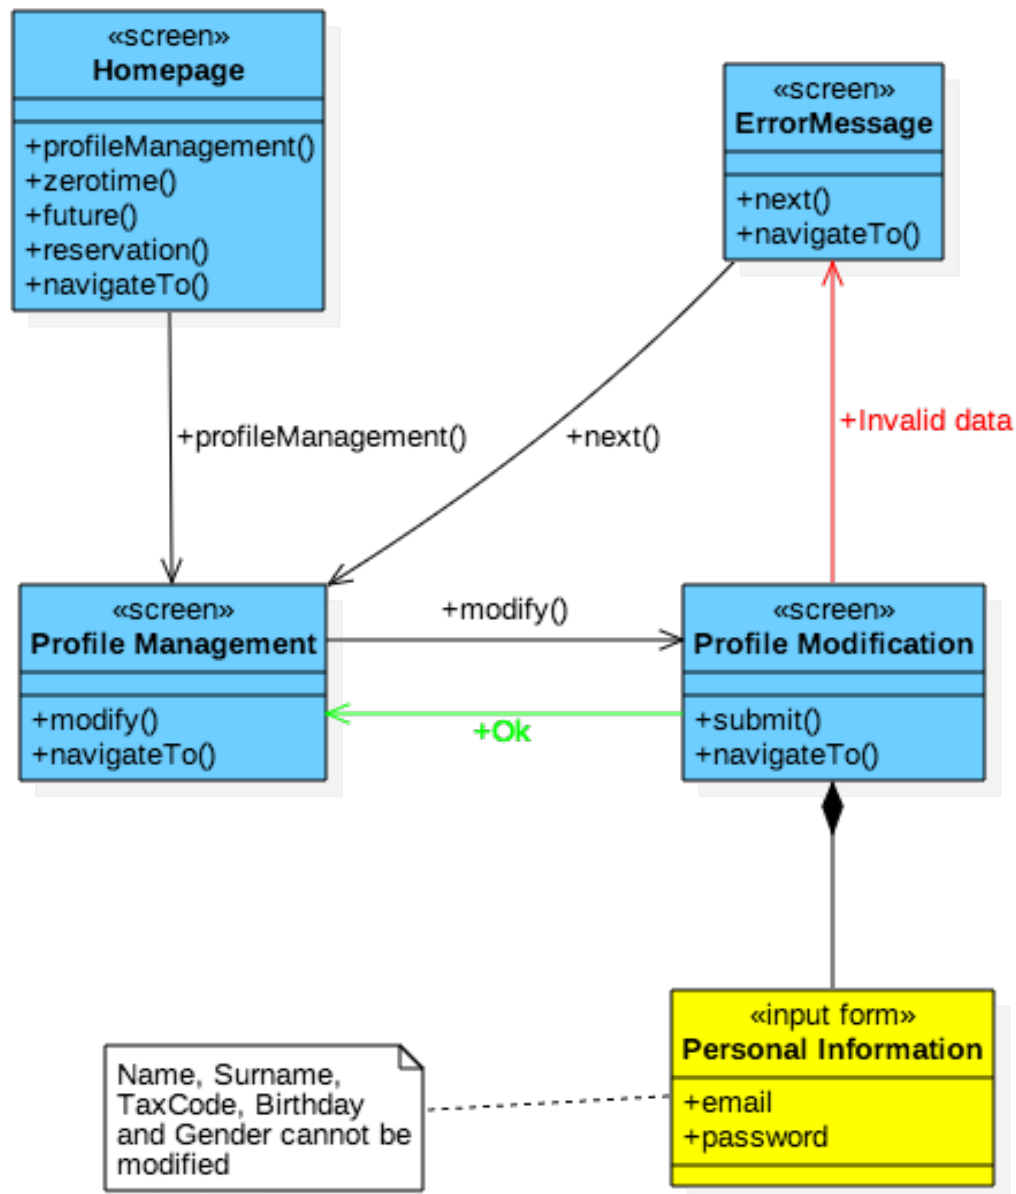 «screen»
Homepage
+profileManagement()
+zerotime()
+future()
+reservation()
+navigateTo()
«screen»
ErrorMessage
+next()
+navigateTo()
+profileManagement()
+next()
+Invalid data
«screen»
Profile Management
+modify()
+navigateTo()
+modify()
+Ok
«screen»
Profile Modification
+submit()
+navigateTo()
«input form»
Personal Information
+email
+password
Name, Surname,
TaxCode, Birthday
and Gender cannot be
modified